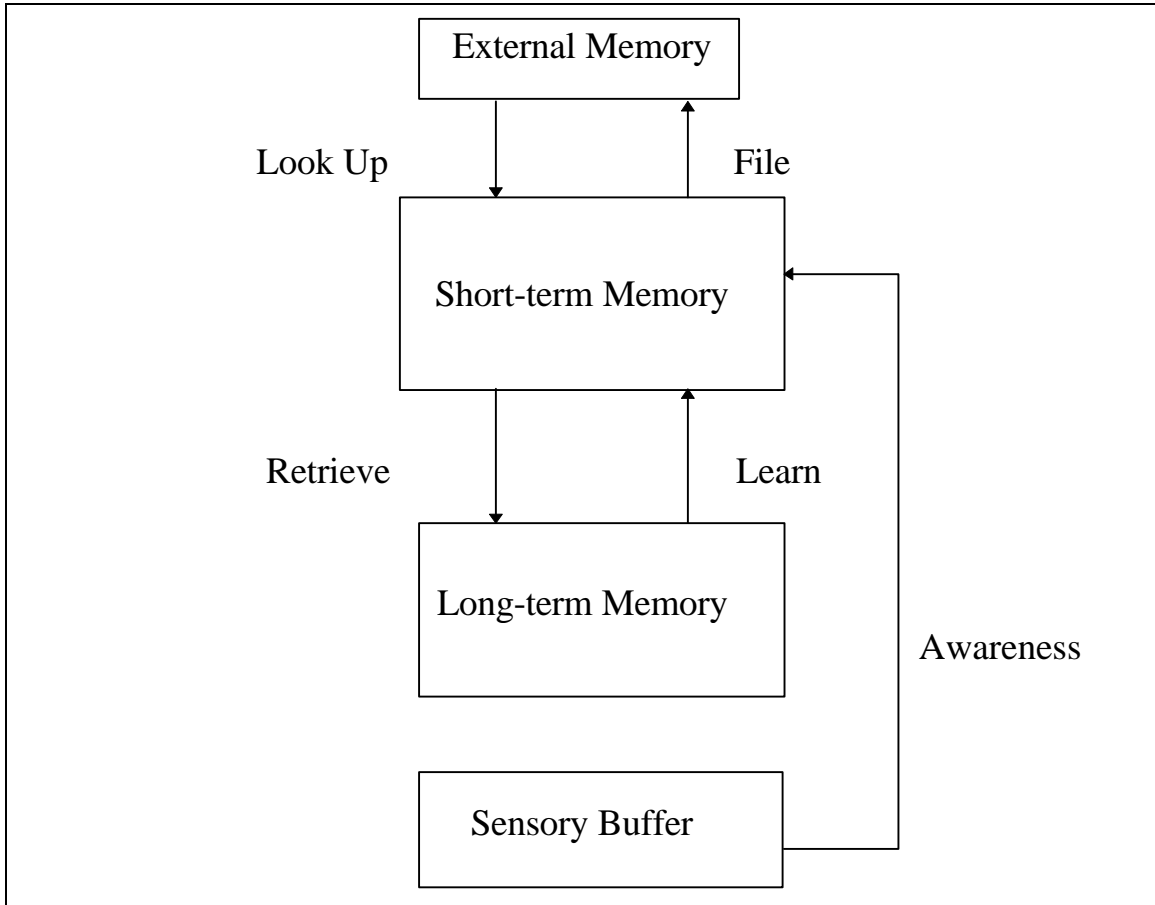 External Memory
Look Up
File
Short-term Memory
Retrieve
Learn
Long-term Memory
Awareness
Sensory Buffer